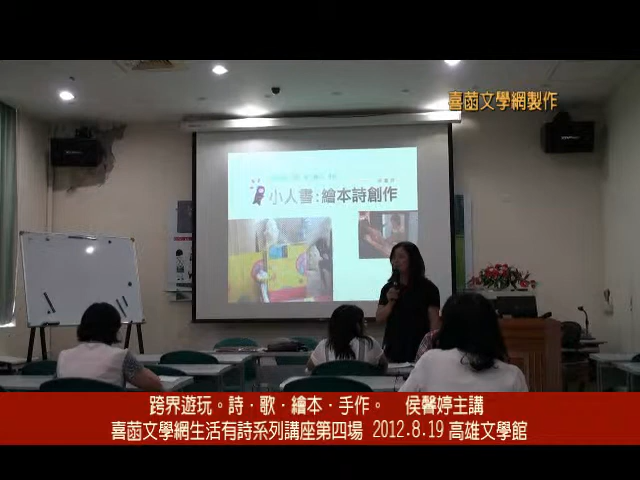 喜菡文學網製作
小人書:繪本詩創作
跨界遊玩。詩．歌．繪本．手作。 侯馨婷主講
喜菡文學網生活有詩系列講座第四場 2012.8.19 高雄文學館